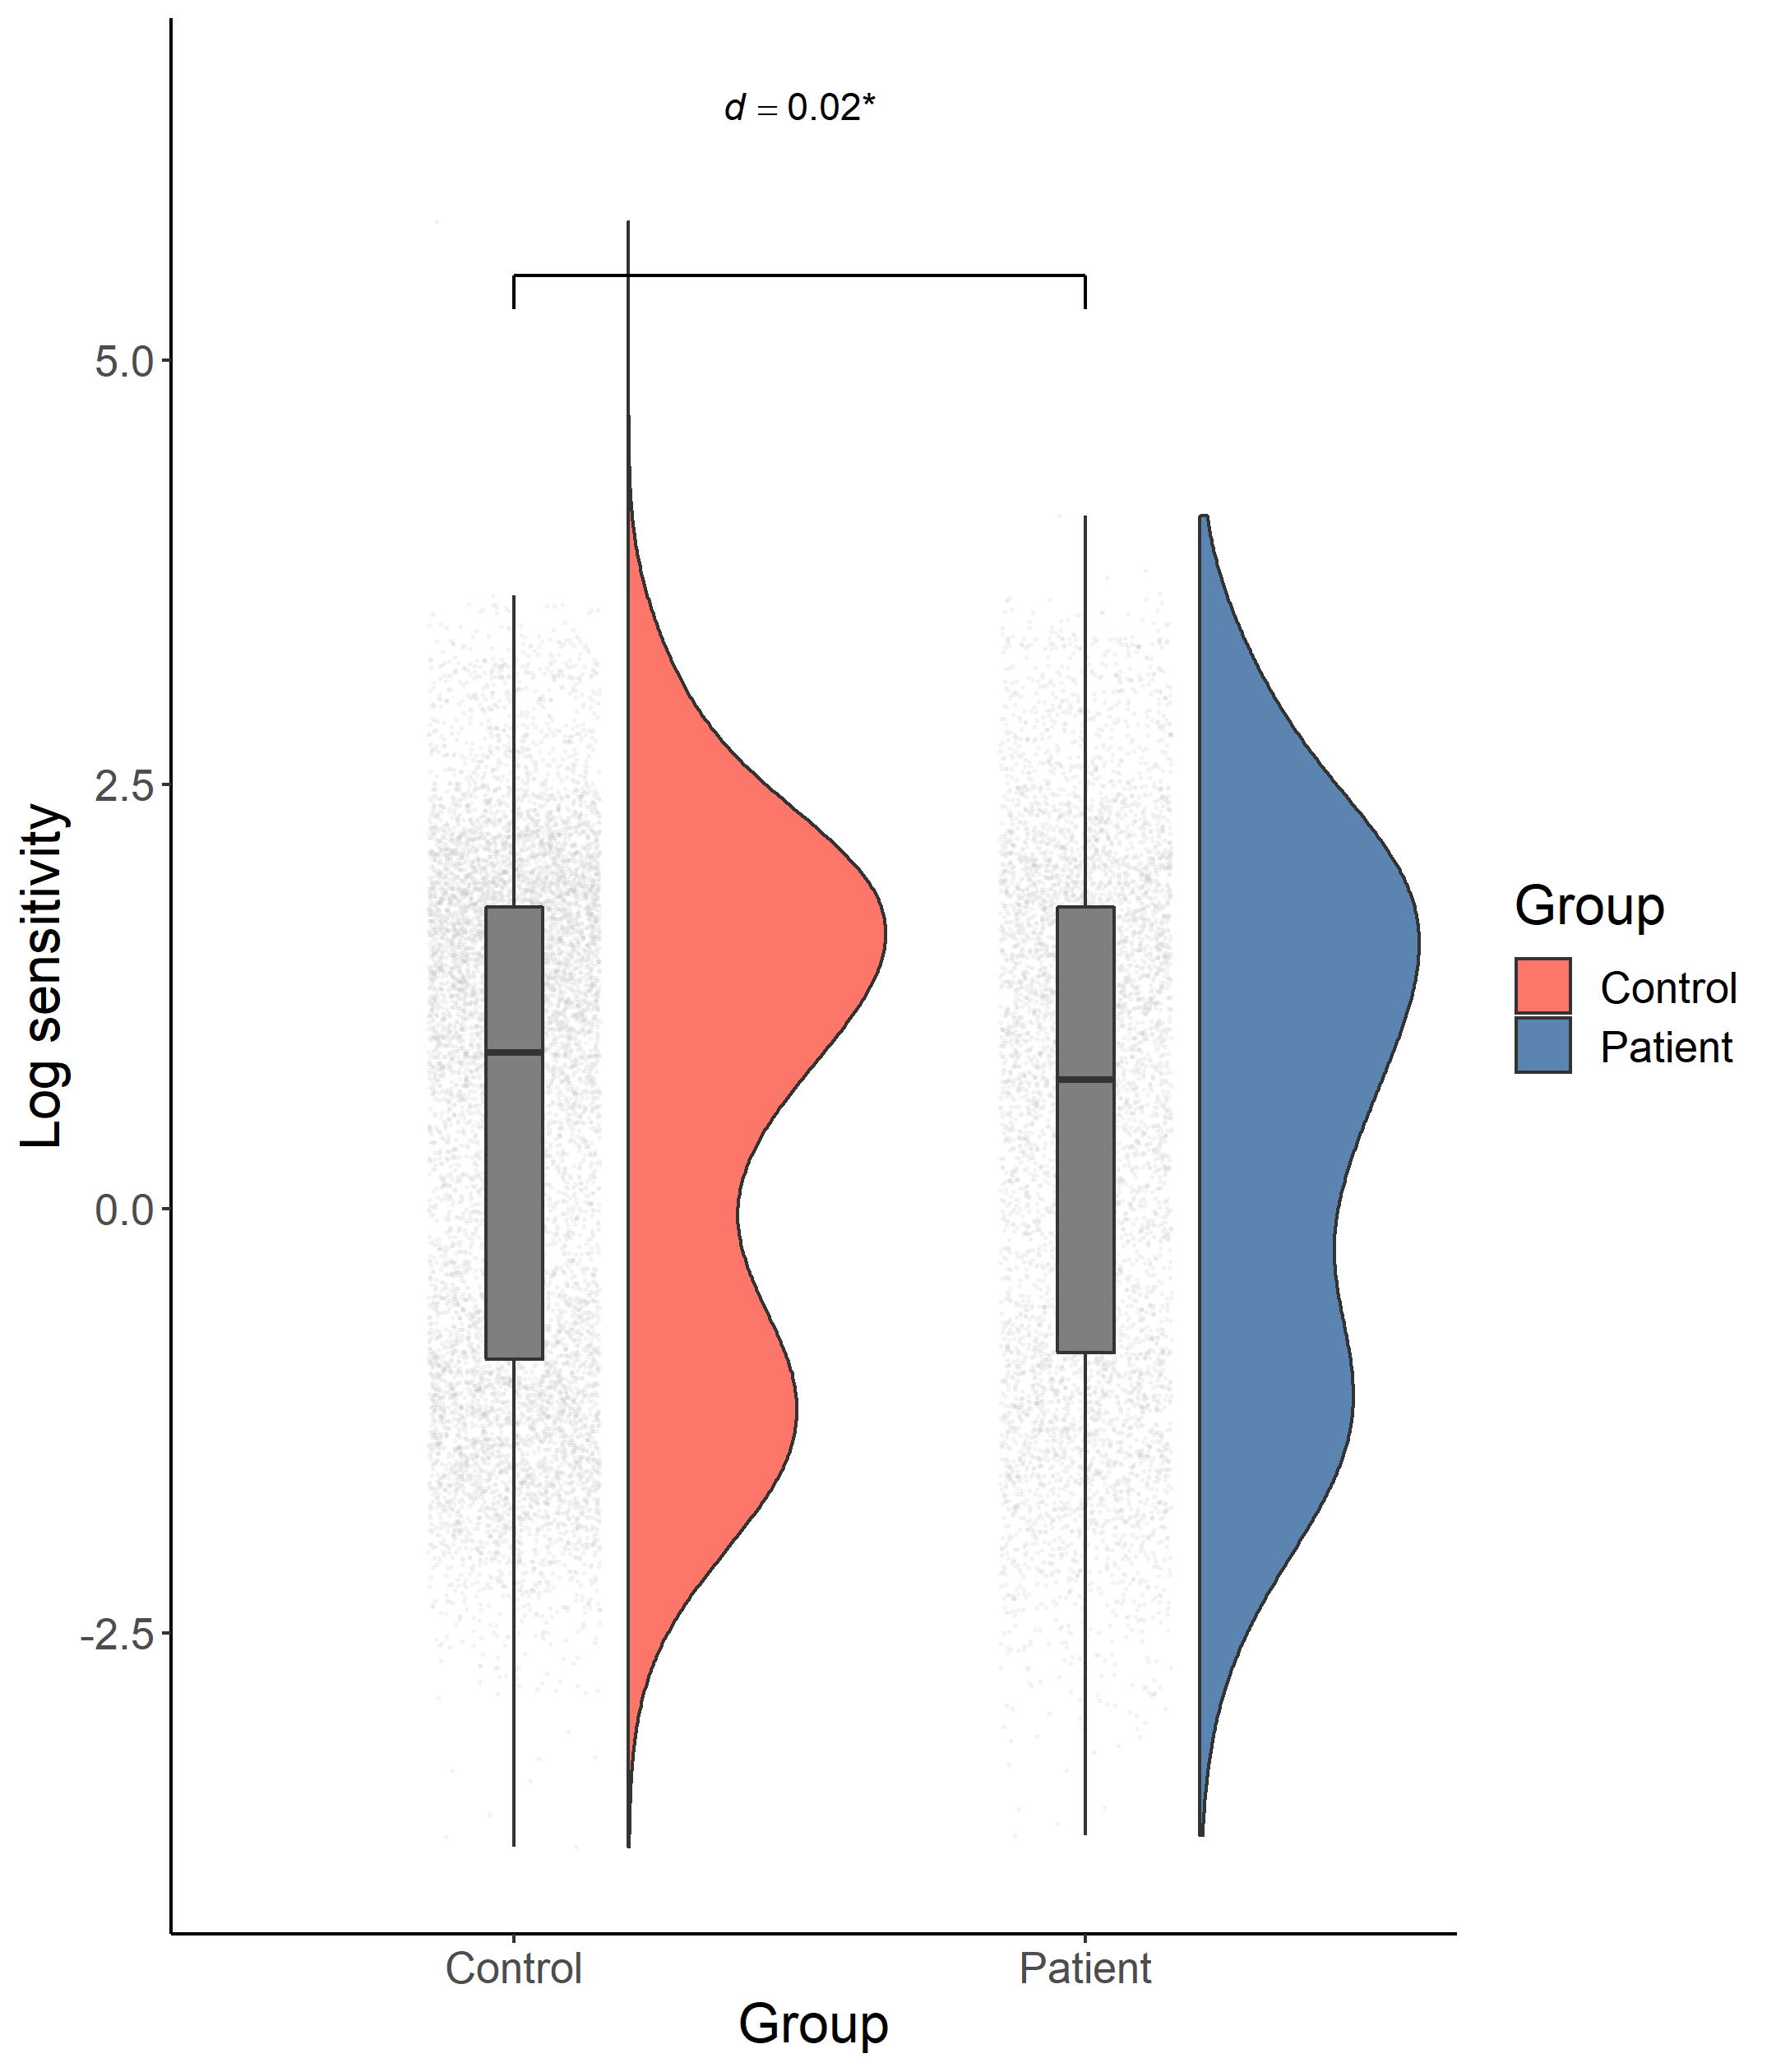 d = 0.02*
5.0
2.5
0.0
-2.5
Log sensitivity
Control
Patient
Group
Group
Control
Patient